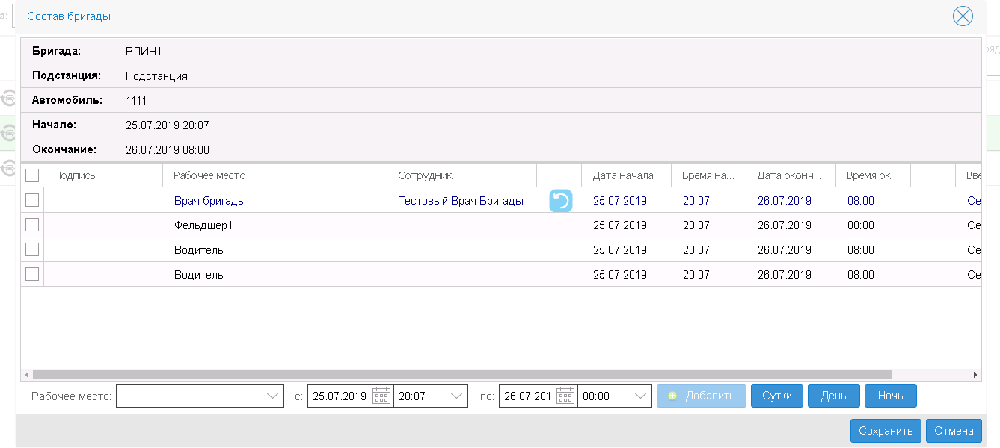 а:
Состав бригады
Бригада: ВЛИН1
ряд
Подстанция: Подстанция
Автомобиль: 1111
Начало: 25.07.2019 20:07
Окончание: 26.07.2019 08:00
Подпись Рабочее место Сотрудник Дата начала Время на... Дата оконч... Время ок... Ввё
Врач бригады Тестовый Врач Бригады 25.07.2019 20:07 26.07.2019 08:00 Се
Фельдшер1 25.07.2019 20:07 26.07.2019 08:00 Се
Водитель 25.07.2019 20:07 26.07.2019 08:00 Се
Водитель 25.07.2019 20:07 26.07.2019 08:00 Се
Рабочее место: с: 25.07.2019 20:07 по: 26.07.201 08:00 Добавить Сутки День Ночь
Сохранить Отмена